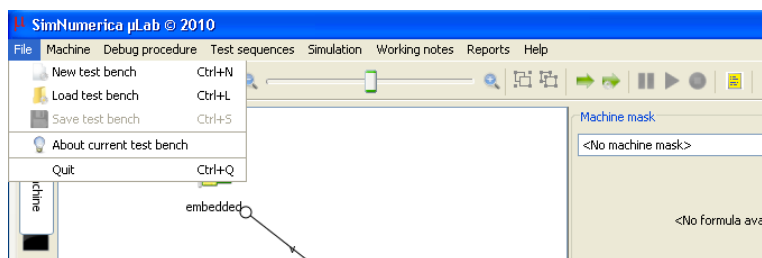 SimNumerica µLab © 2010
File Machine Debug procedure Test sequences Simulation Working notes Reports Help
New test bench Ctrl+N
Load test bench Ctrl+L
Save test bench Ctrl+S
About current test bench
Quit Ctrl+Q
Machine mask
<No machine mask>
<No formula ava
chine
embedded